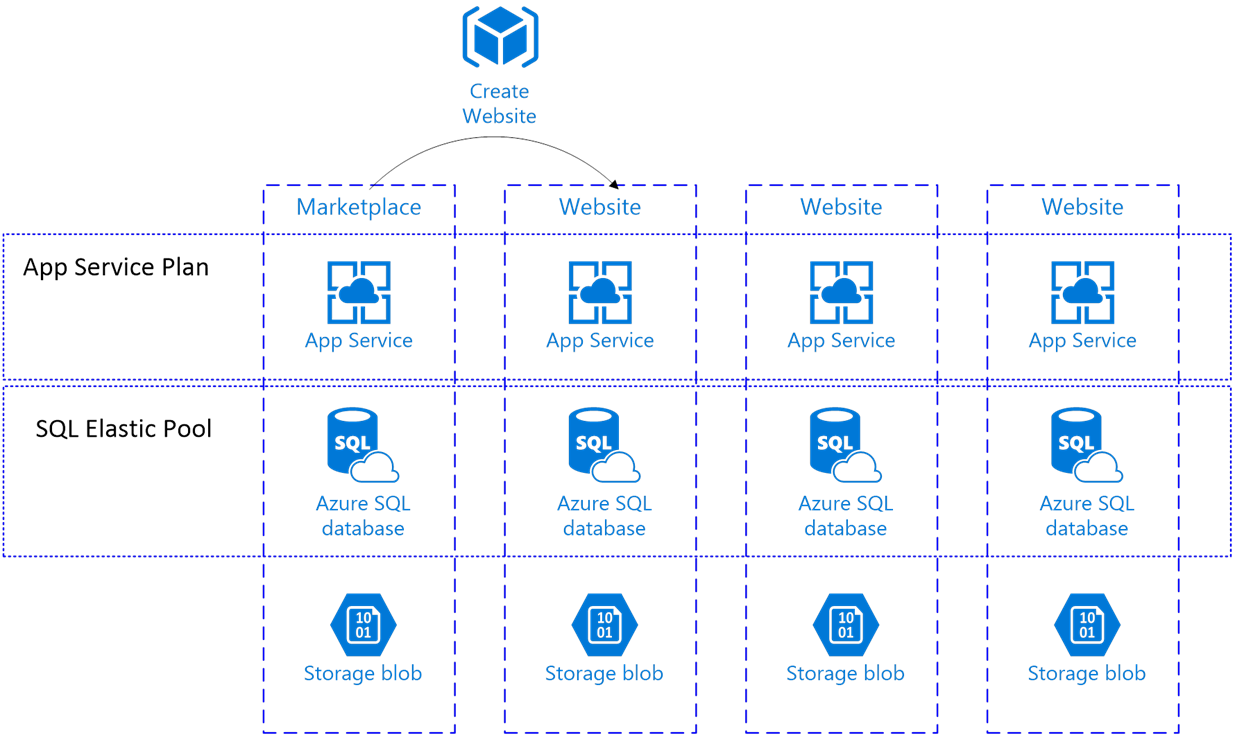 Create
Website
Marketplace
Website
Website
Website
App Service Plan
App Service
App Service
App Service
App Service
SQL Elastic Pool
SQL
SQL
SQL
SQL
Azure SQL
database
Azure SQL
database
Azure SQL
database
Azure SQL
database
10
01
10
01
10
01
10
01
Storage blob
Storage blob
Storage blob
Storage blob